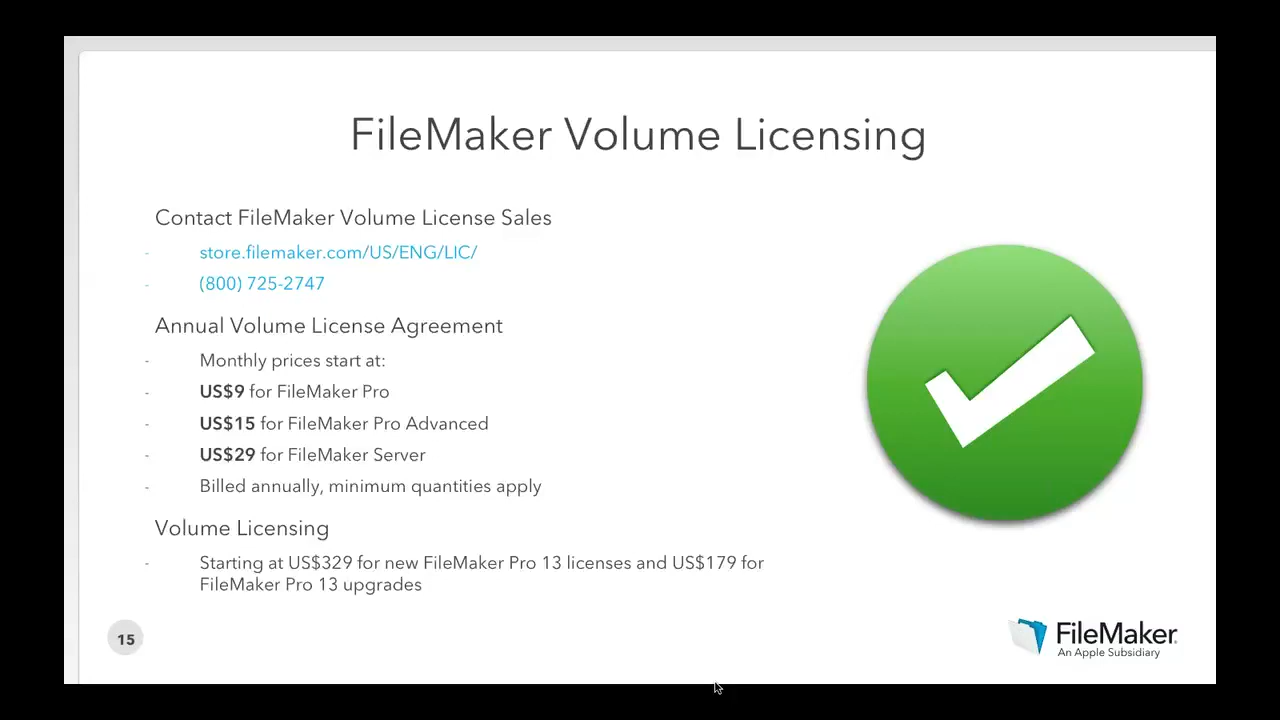 FileMaker Volume Licensing
Contact FileMaker Volume License Sales
- store.filemaker.com/US/ENG/LIC/
- (800) 725-2747
Annual Volume License Agreement
- Monthly prices start at:
- US$9 for FileMaker Pro
- US$15 for FileMaker Pro Advanced
- US$29 for FileMaker Server
- Billed annually, minimum quantities apply
Volume Licensing
- Starting at US$329 for new FileMaker Pro 13 licenses and US$179 for
FileMaker Pro 13 upgrades
15
FileMaker
An Apple Subsidiary